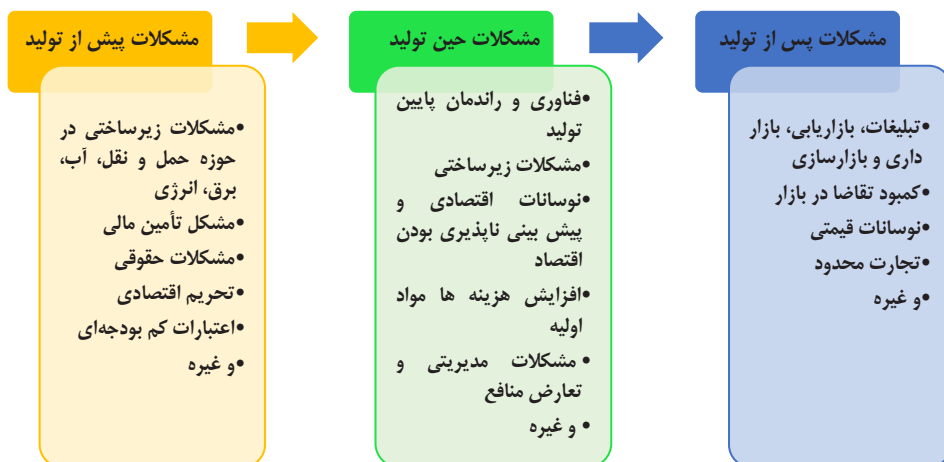 مشکلات پیش از تولید
•مشکلات زیرساختی در
حوزه حمل و نقل، آب،
برق، انرژی
•مشکل تأمین مالی
•مشکلات حقوقی
•تحریم اقتصادی
•اعتبارات کم بودجه‌ای
•و غیره
مشکلات حین تولید
•فناوری و راندمان پایین
تولید
•مشکلات زیرساختی
•نوسانات اقتصادی و
پیش بینی ناپذیری بودن
اقتصاد
•افزایش هزینه ها مواد
اولیه
• مشکلات مدیریتی و
تعارض منافع
• و غیره
مشکلات پس از تولید
•تبلیغات، بازاریابی، بازار
داری و بازارسازی
•کمبود تقاضا در بازار
•نوسانات قیمتی
•تجارت محدود
•و غیره